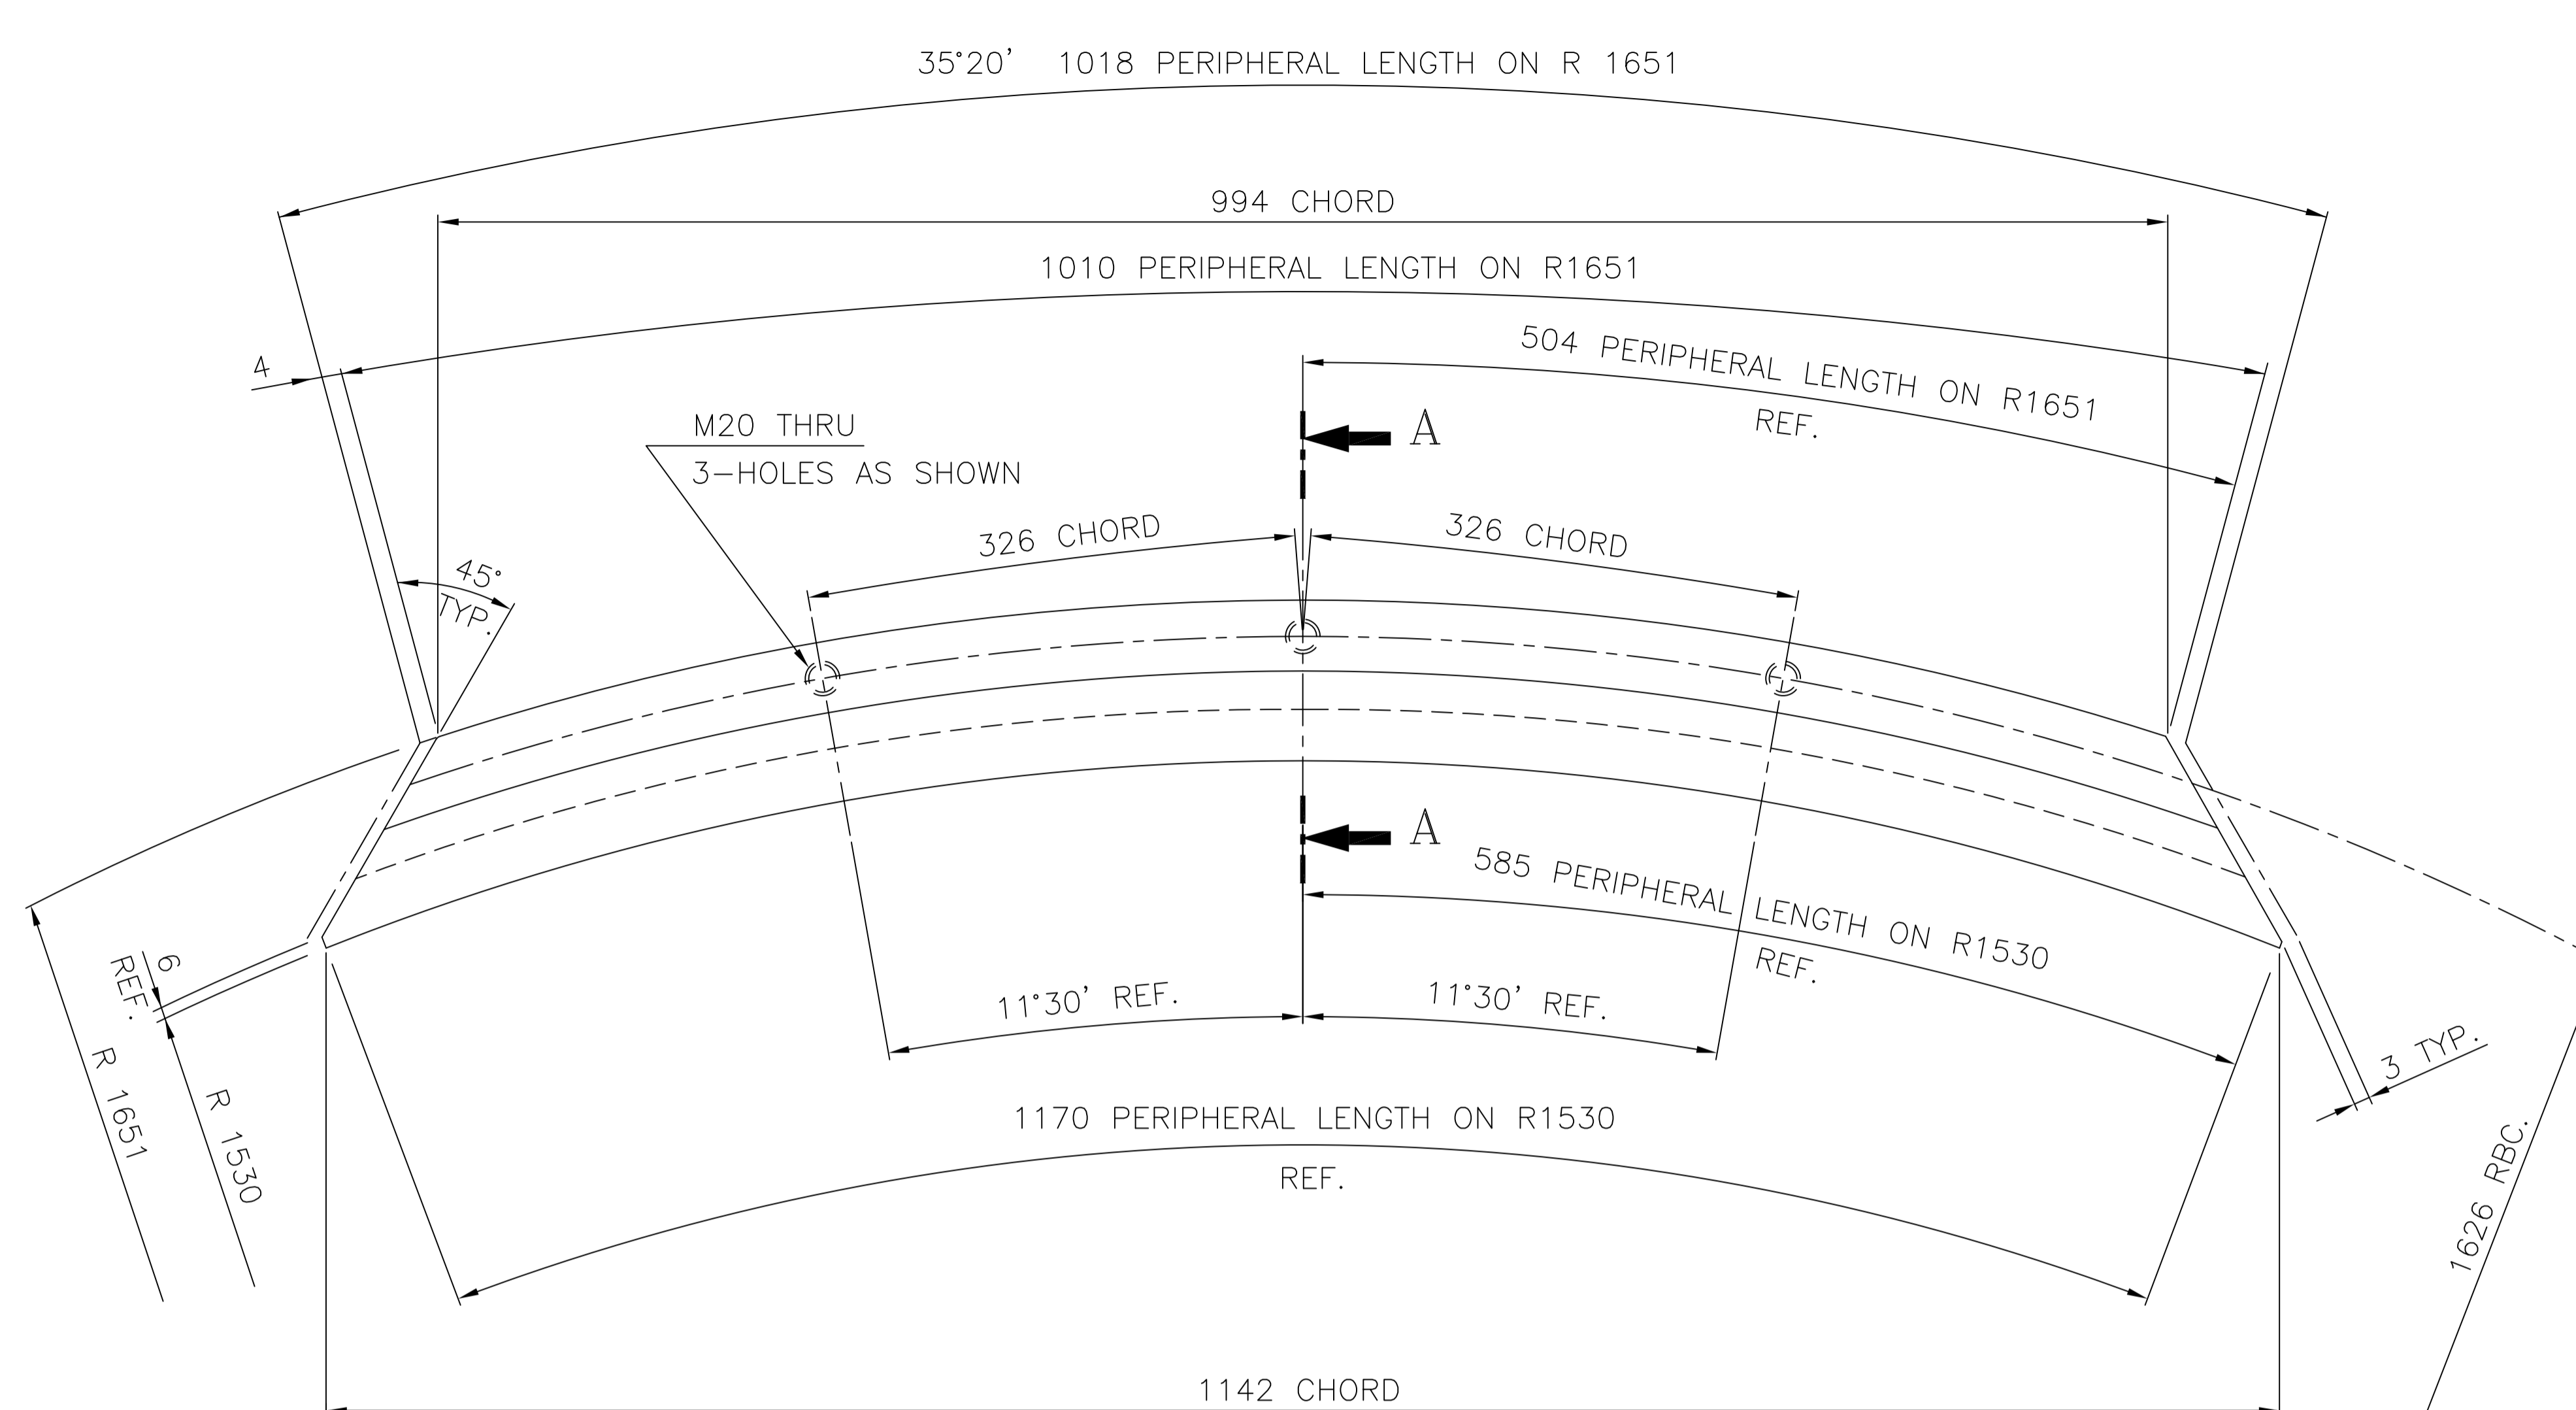 35°20' 1018 PERIPHERAL LENGTH ON R 1651
994 CHORD
1010 PERIPHERAL LENGTH ON R1651
4
504 PERIPHERAL LENGTH ON R1651
REF.
M20 THRU
3-HOLES AS SHOWN
A
326 CHORD
326 CHORD
45°
TYP.
A
585 PERIPHERAL LENGTH ON R1530
REF.
6
REF.
11°30' REF.
11°30' REF.
R 1651
R 1530
3 TYP.
1170 PERIPHERAL LENGTH ON R1530
REF.
1626 RBC.
1142 CHORD